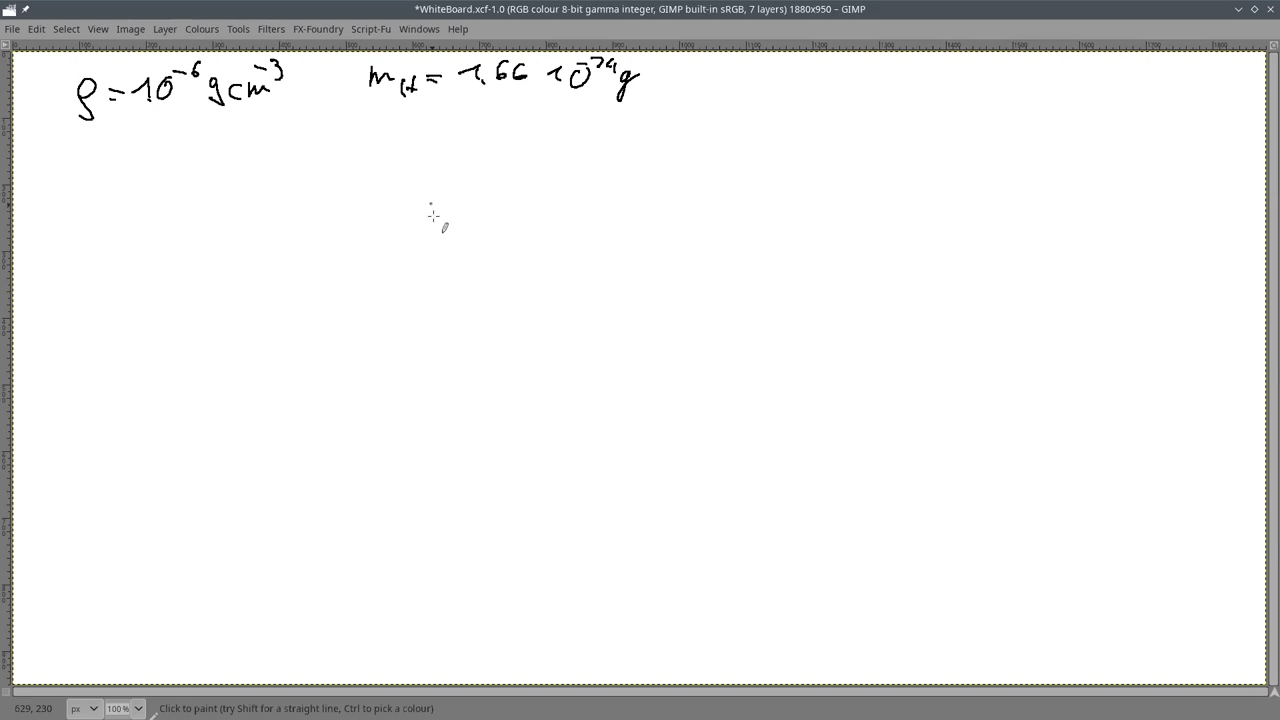 *WhiteBoard.xcf-1.0 (RGB colour 8-bit gamma integer, GIMP built-in sRGB, 7 layers) 1880x950 – GIMP
File Edit Select View Image Layer Colours Tools Filters FX-Foundry Script-Fu Windows Help
ρ = 10⁻⁶ g cm⁻³ m_H = 1.66 10⁻²⁴ g
629, 230 px 100% Click to paint (try Shift for a straight line, Ctrl to pick a colour)